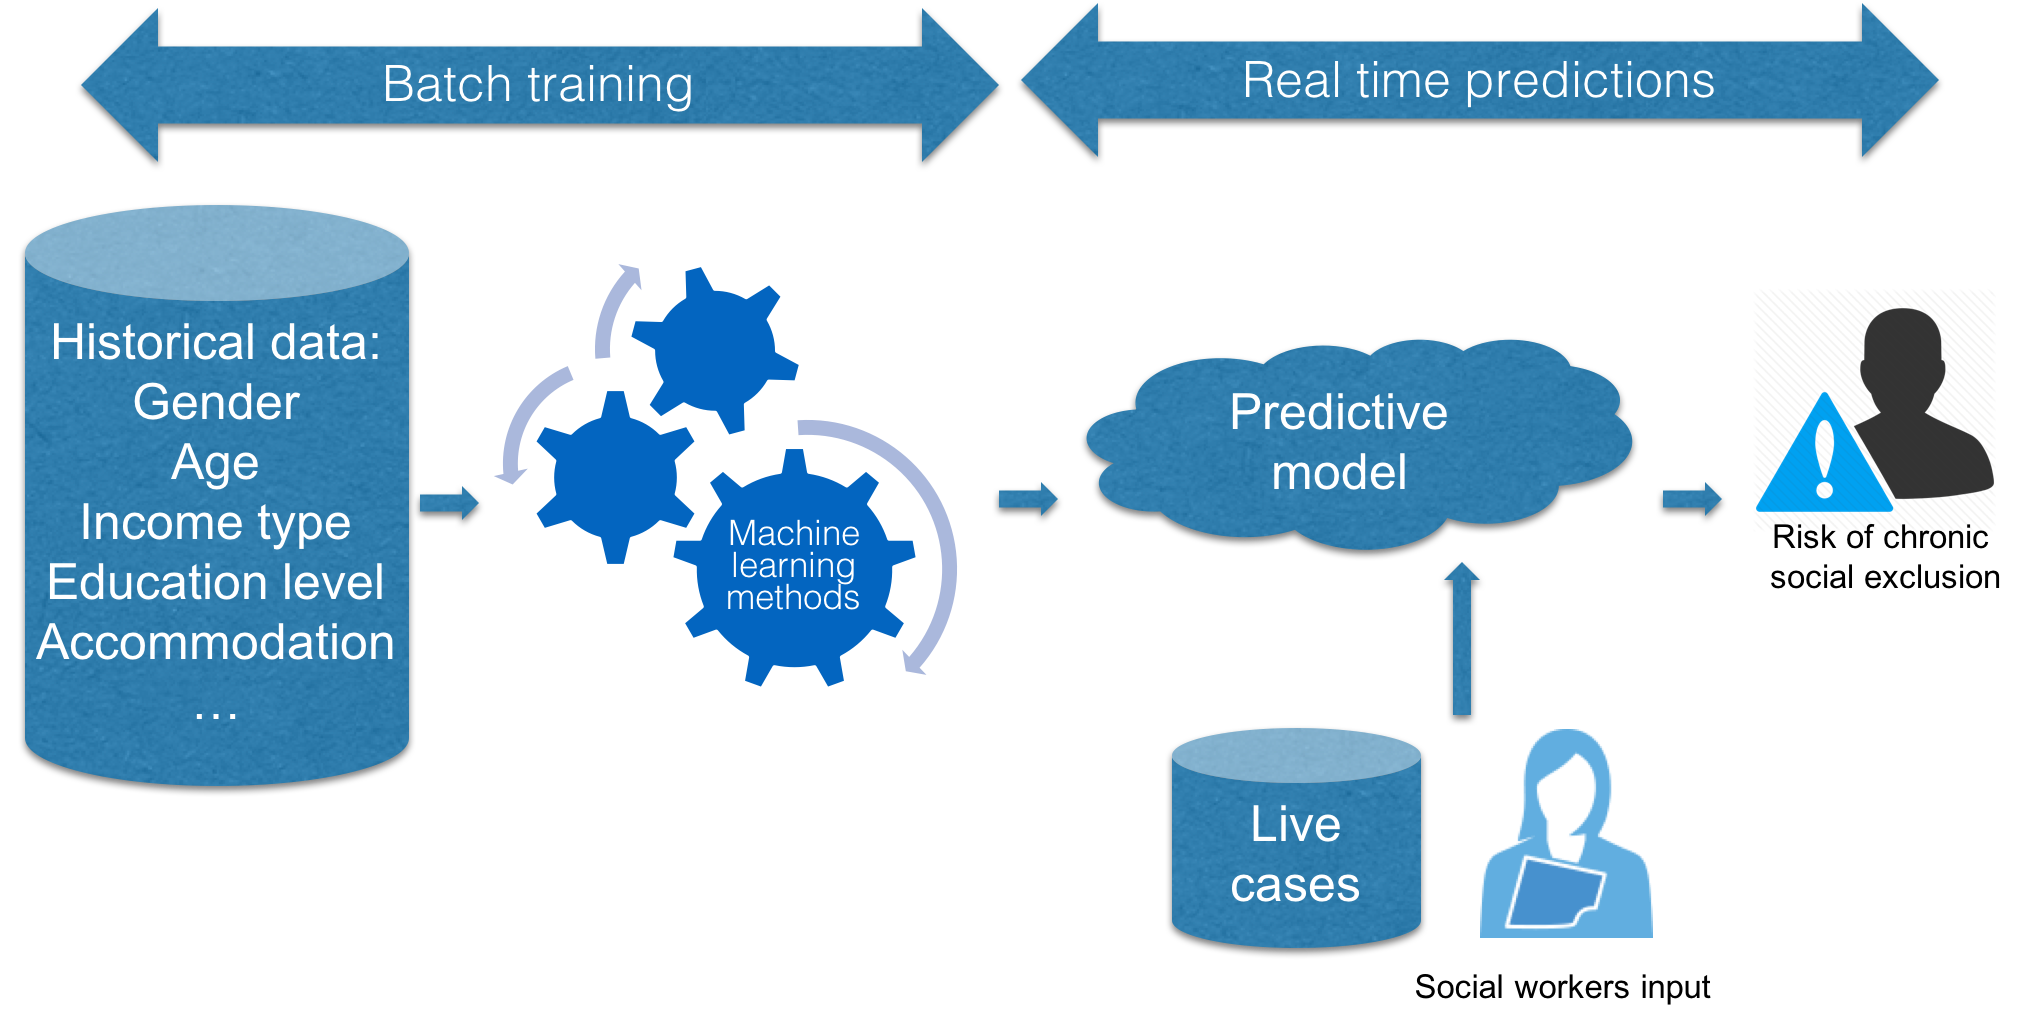 Batch training
Real time predictions
Historical data:
Gender
Age
Income type
Education level
Accommodation
...
Machine
learning
methods
Predictive
model
Risk of chronic
social exclusion
Live
cases
Social workers input